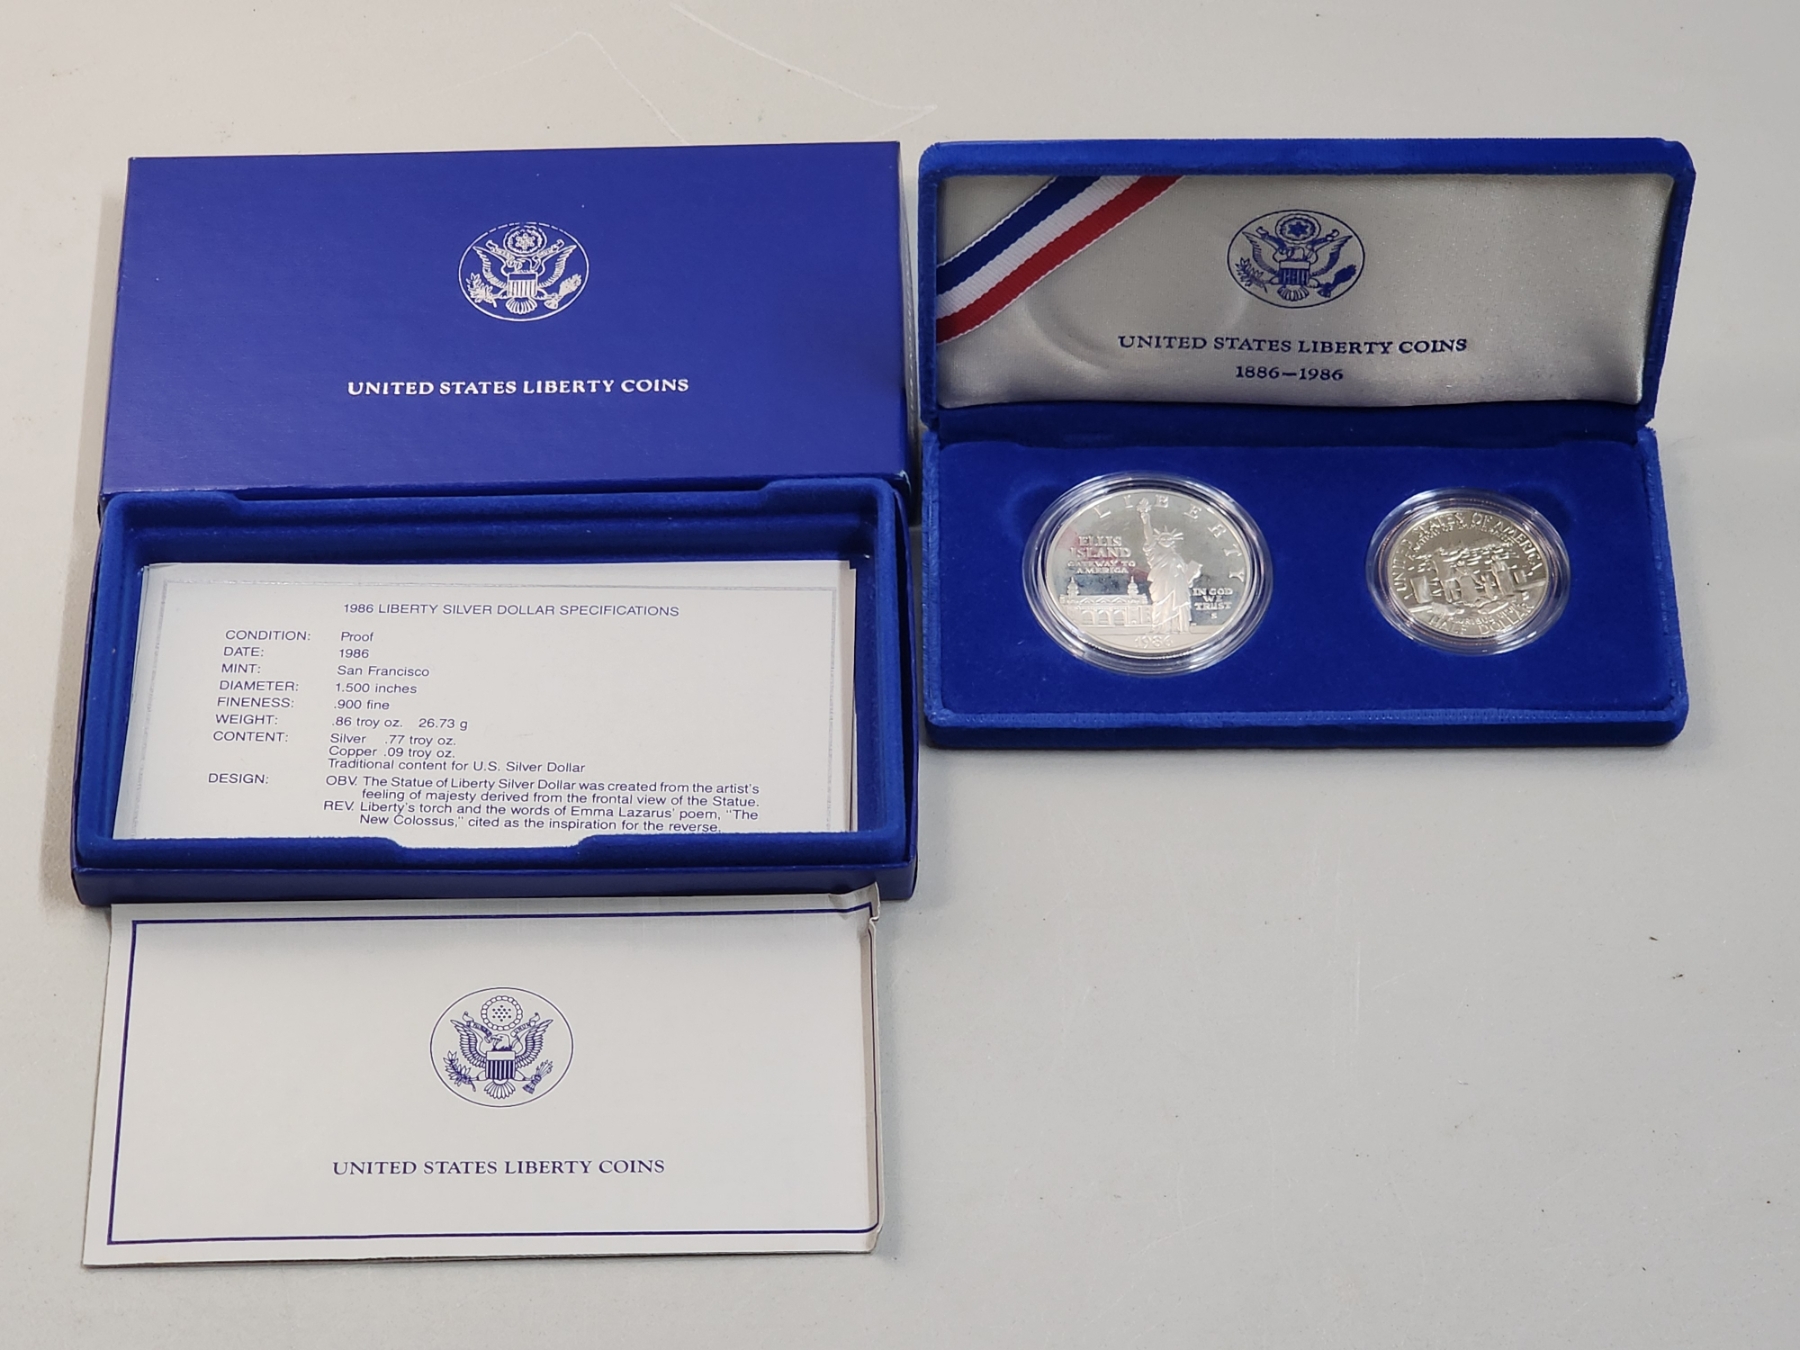 UNITED STATES LIBERTY COINS
1986 LIBERTY SILVER DOLLAR SPECIFICATIONS
CONDITION: Proof
DATE: 1986
MINT: San Francisco
DIAMETER: 1.500 inches
FINENESS: .900 fine
WEIGHT: .86 troy oz. 26.73 g
CONTENT: Silver .77 troy oz.
Copper .09 troy oz.
Traditional content for U.S. Silver Dollar
DESIGN: OBV. The Statue of Liberty Silver Dollar was created from the artist's
feeling of majesty derived from the frontal view of the Statue.
REV. Liberty's torch and the words of Emma Lazarus' poem, "The
New Colossus," cited as the inspiration for the reverse.
UNITED STATES LIBERTY COINS
UNITED STATES LIBERTY COINS
1886-1986
LIBERTY
ELLIS
ISLAND
GATEWAY TO
AMERICA
IN GOD
WE
TRUST
S
1986
UNITED STATES OF AMERICA
HALF DOLLAR